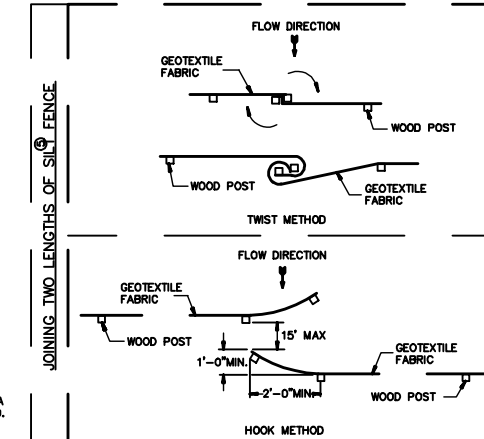 JOINING TWO LENGTHS OF SILT FENCE
⑤
FLOW DIRECTION
GEOTEXTILE
FABRIC
WOOD POST
WOOD POST
GEOTEXTILE
FABRIC
TWIST METHOD
FLOW DIRECTION
GEOTEXTILE
FABRIC
WOOD POST
15' MAX
1'-0"MIN.
2'-0"MIN.
GEOTEXTILE
FABRIC
WOOD POST
HOOK METHOD